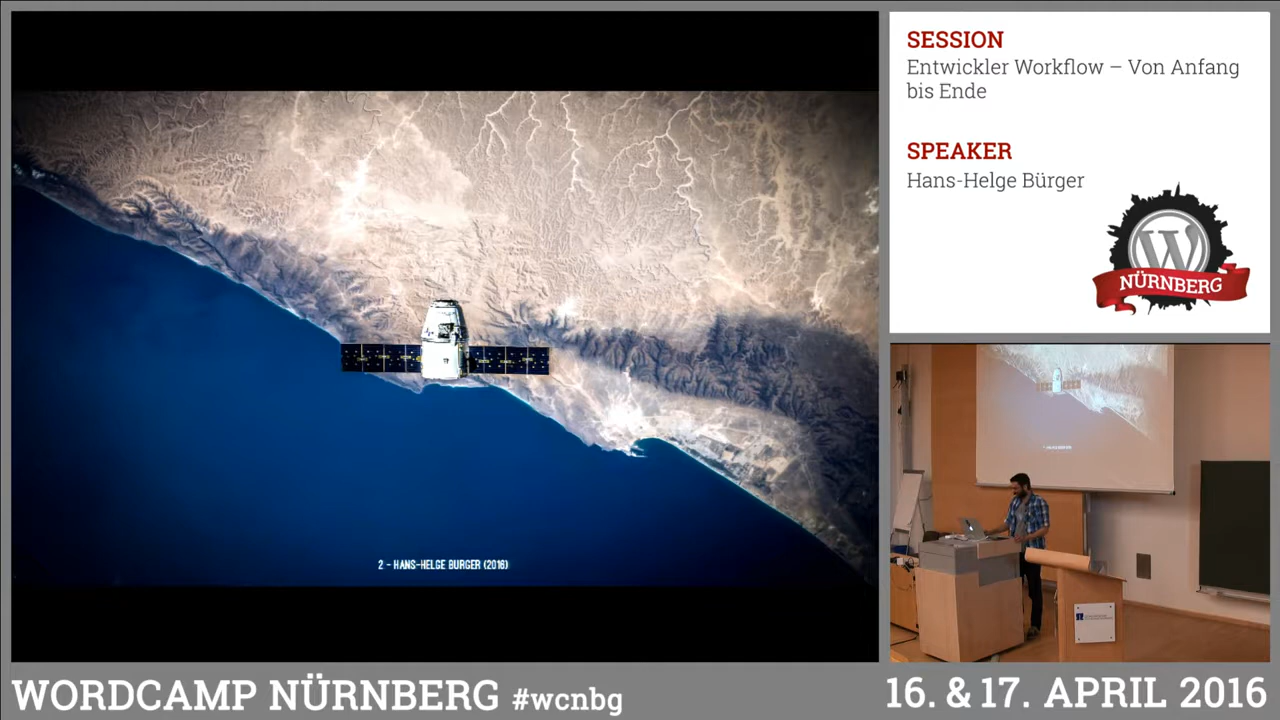 SESSION
Entwickler Workflow – Von Anfang
bis Ende
SPEAKER
Hans-Helge Bürger
W
NÜRNBERG
2 - HANS-HELGE BÜRGER (2016)
WORDCAMP NÜRNBERG #wcnbg
16. & 17. APRIL 2016